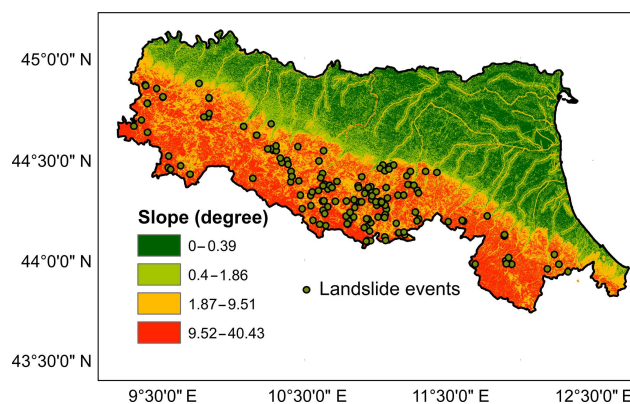 45°0'0" N
44°30'0" N
Slope (degree)
0–0.39
44°0'0" N
0.4–1.86
1.87–9.51
Landslide events
9.52–40.43
43°30'0" N
9°30'0" E
10°30'0" E
11°30'0" E
12°30'0" E